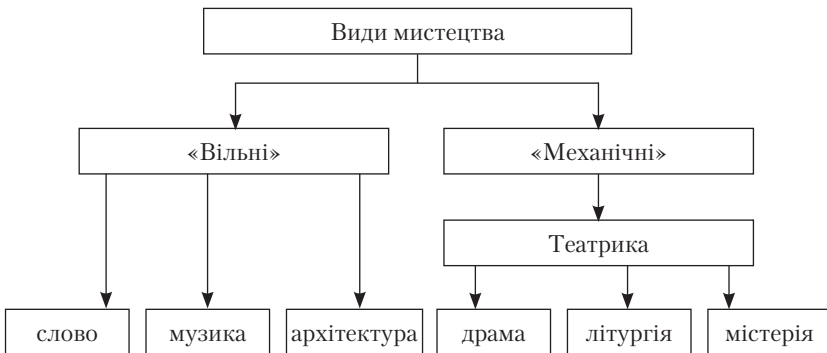 Види мистецтва
«Вільні»
«Механічні»
Театрика
слово
музика
архітектура
драма
літургія
містерія